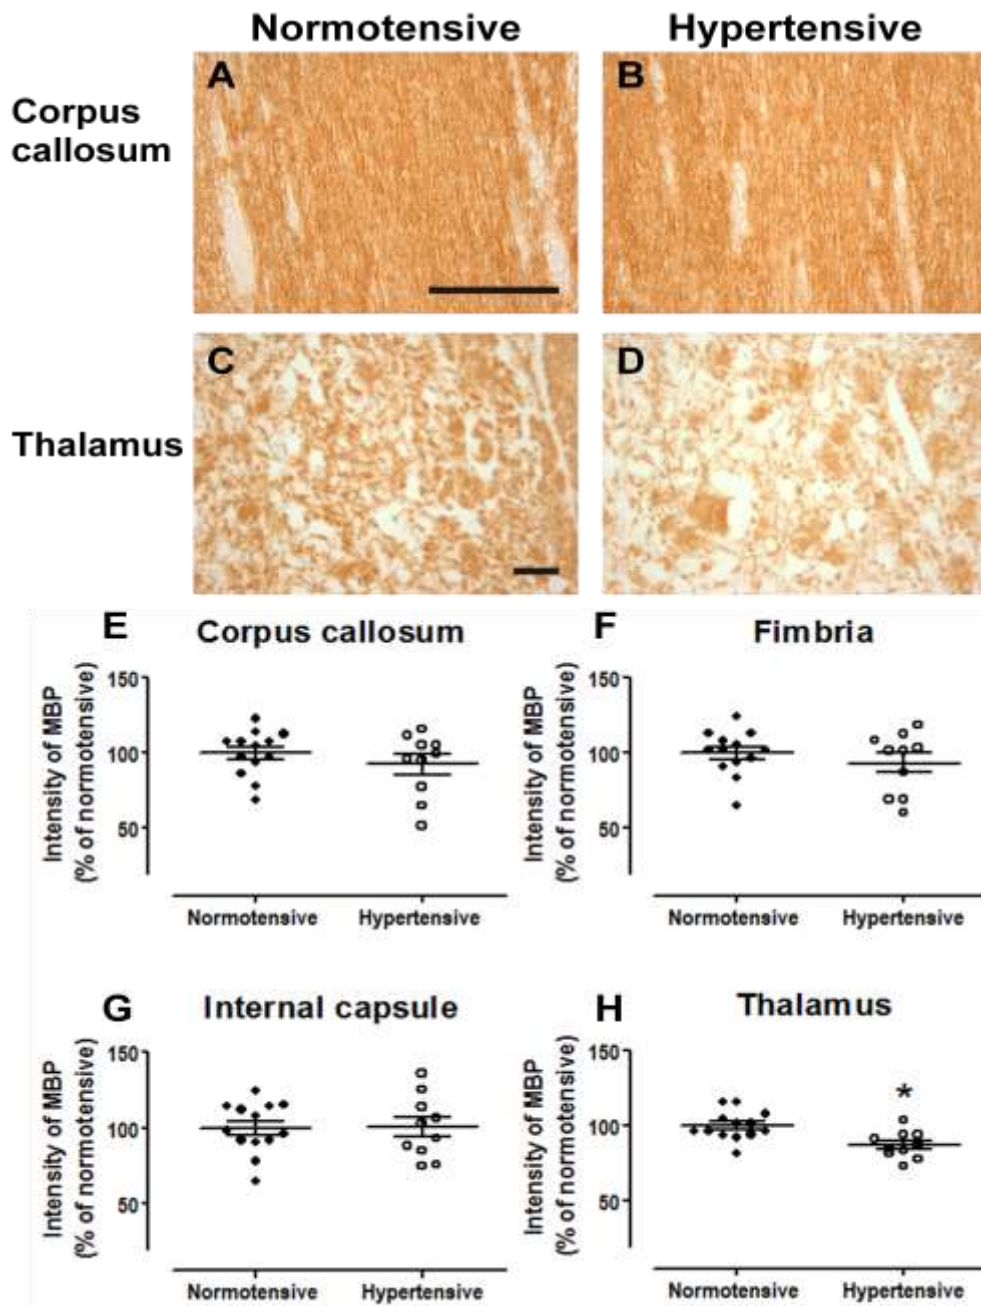 Normotensive Hypertensive
A B
Corpus
callosum
C D
Thalamus
E Corpus callosum
150
100
50
Intensity of MBP
(% of normotensive)
Normotensive Hypertensive
F Fimbria
150
100
50
Intensity of MBP
(% of normotensive)
Normotensive Hypertensive
G Internal capsule
150
100
50
Intensity of MBP
(% of normotensive)
Normotensive Hypertensive
H Thalamus
150
100
50
Intensity of MBP
(% of normotensive)
*
Normotensive Hypertensive